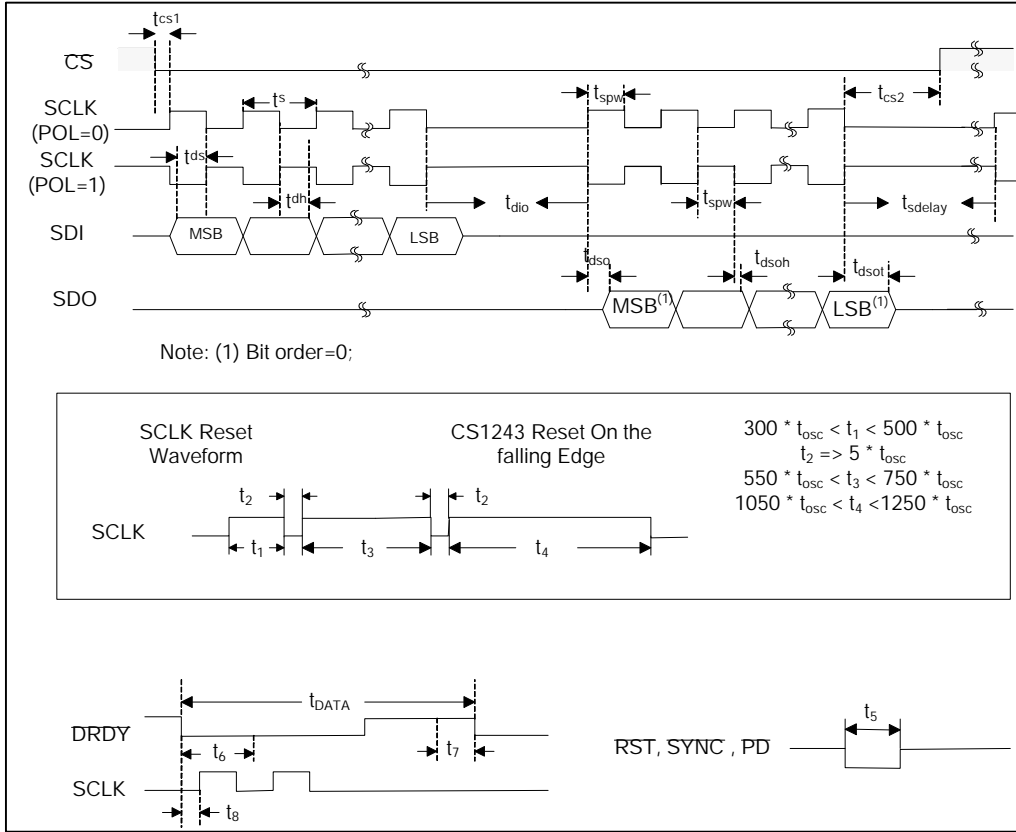 tcs1
CS
SCLK
(POL=0)
ts
tspw
tcs2
SCLK
(POL=1)
tds
tdh
tdio
tspw
tsdelay
SDI
MSB
LSB
tdso
tdsoh
tdsot
SDO
MSB(1)
LSB(1)
Note: (1) Bit order=0;
SCLK Reset
Waveform
CS1243 Reset On the
falling Edge
300 * tosc < t1 < 500 * tosc
t2 => 5 * tosc
550 * tosc < t3 < 750 * tosc
1050 * tosc < t4 <1250 * tosc
t2
t2
SCLK
t1
t3
t4
tDATA
DRDY
t6
t7
SCLK
t8
t5
RST, SYNC , PD